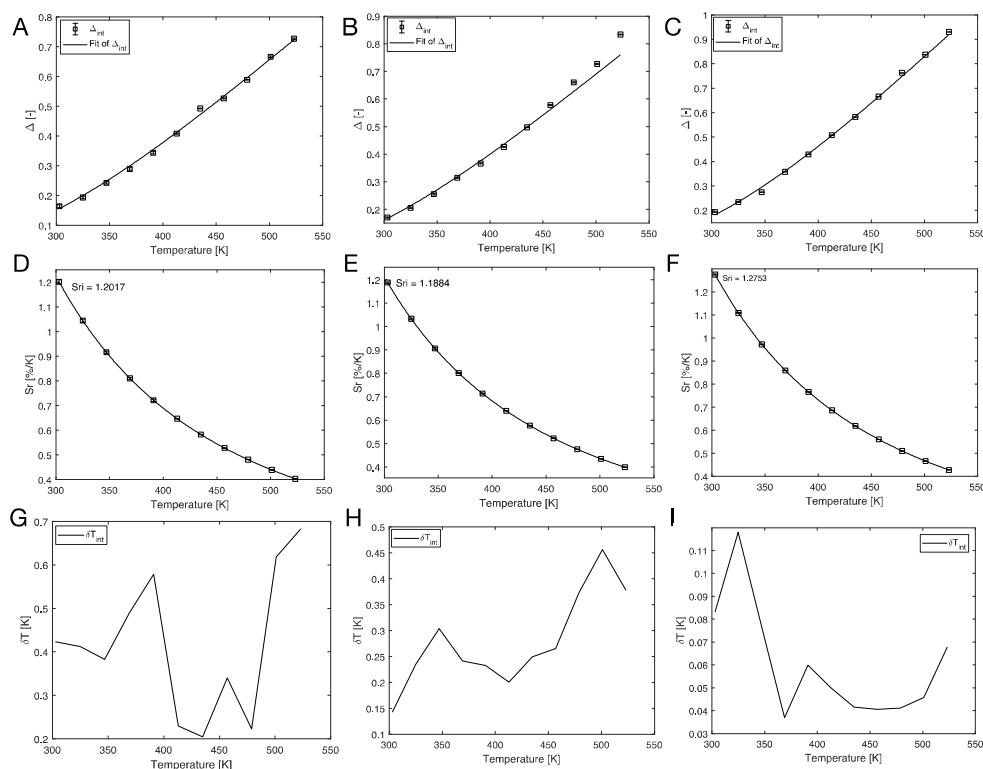 A
Δint
Fit of Δint
0.8
0.7
0.6
0.5
0.4
0.3
0.2
0.1
Δ [-]
300 350 400 450 500 550
Temperature [K]
B
Δint
Fit of Δint
0.9
0.8
0.7
0.6
0.5
0.4
0.3
0.2
0.1
Δ [-]
300 350 400 450 500 550
Temperature [K]
C
Δint
Fit of Δint
1
0.9
0.8
0.7
0.6
0.5
0.4
0.3
0.2
Δ [-]
300 350 400 450 500 550
Temperature [K]
D
Sri = 1.2017
1.2
1.1
1
0.9
0.8
0.7
0.6
0.5
0.4
Sr [%/K]
300 350 400 450 500 550
Temperature [K]
E
Sri = 1.1884
1.2
1.1
1
0.9
0.8
0.7
0.6
0.5
0.4
Sr [%/K]
300 350 400 450 500 550
Temperature [K]
F
Sri = 1.2753
1.2
1.1
1
0.9
0.8
0.7
0.6
0.5
0.4
Sr [%/K]
300 350 400 450 500 550
Temperature [K]
G
δTint
0.7
0.6
0.5
0.4
0.3
0.2
δT [K]
300 350 400 450 500 550
Temperature [K]
H
δTint
0.5
0.45
0.4
0.35
0.3
0.25
0.2
0.15
0.1
δT [K]
300 350 400 450 500 550
Temperature [K]
I
δTint
0.12
0.11
0.1
0.09
0.08
0.07
0.06
0.05
0.04
0.03
δT [K]
300 350 400 450 500 550
Temperature [K]